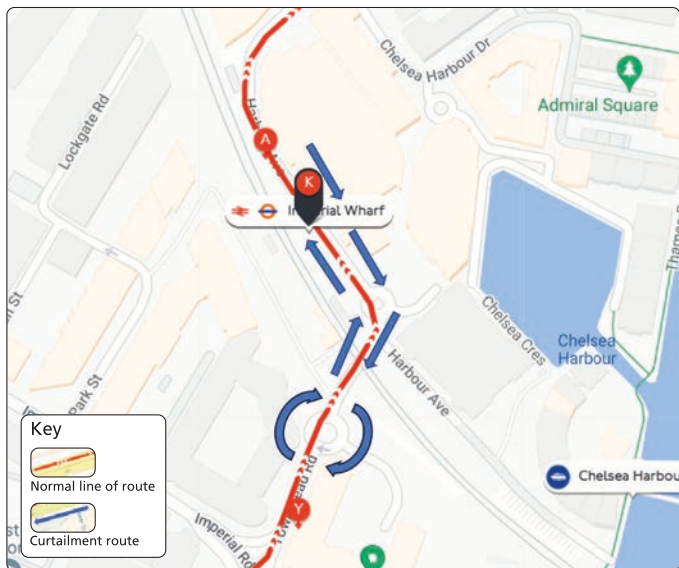 Chelsea Harbour Dr
Admiral Square
Lockgate Rd
A
K
Imperial Wharf
Chelsea Cres
Chelsea
Harbour
Harbour Ave
Park St
Chelsea Harbou
Imperial Rd
Y
Key
Normal line of route
Curtailment route